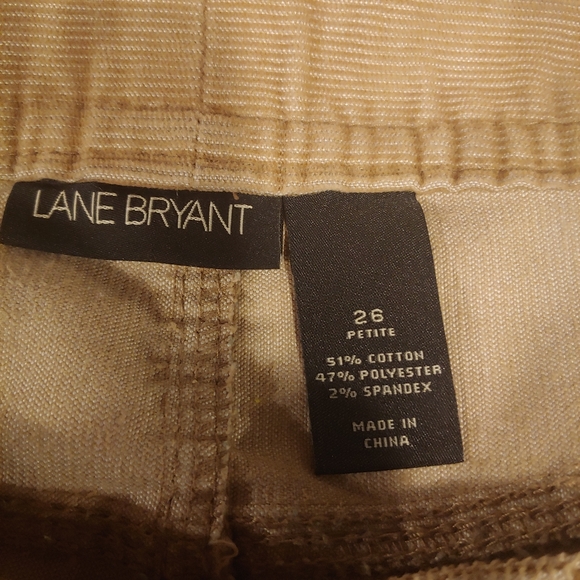 LANE BRYANT
26
PETITE
51% COTTON
47% POLYESTER
2% SPANDEX
MADE IN
CHINA